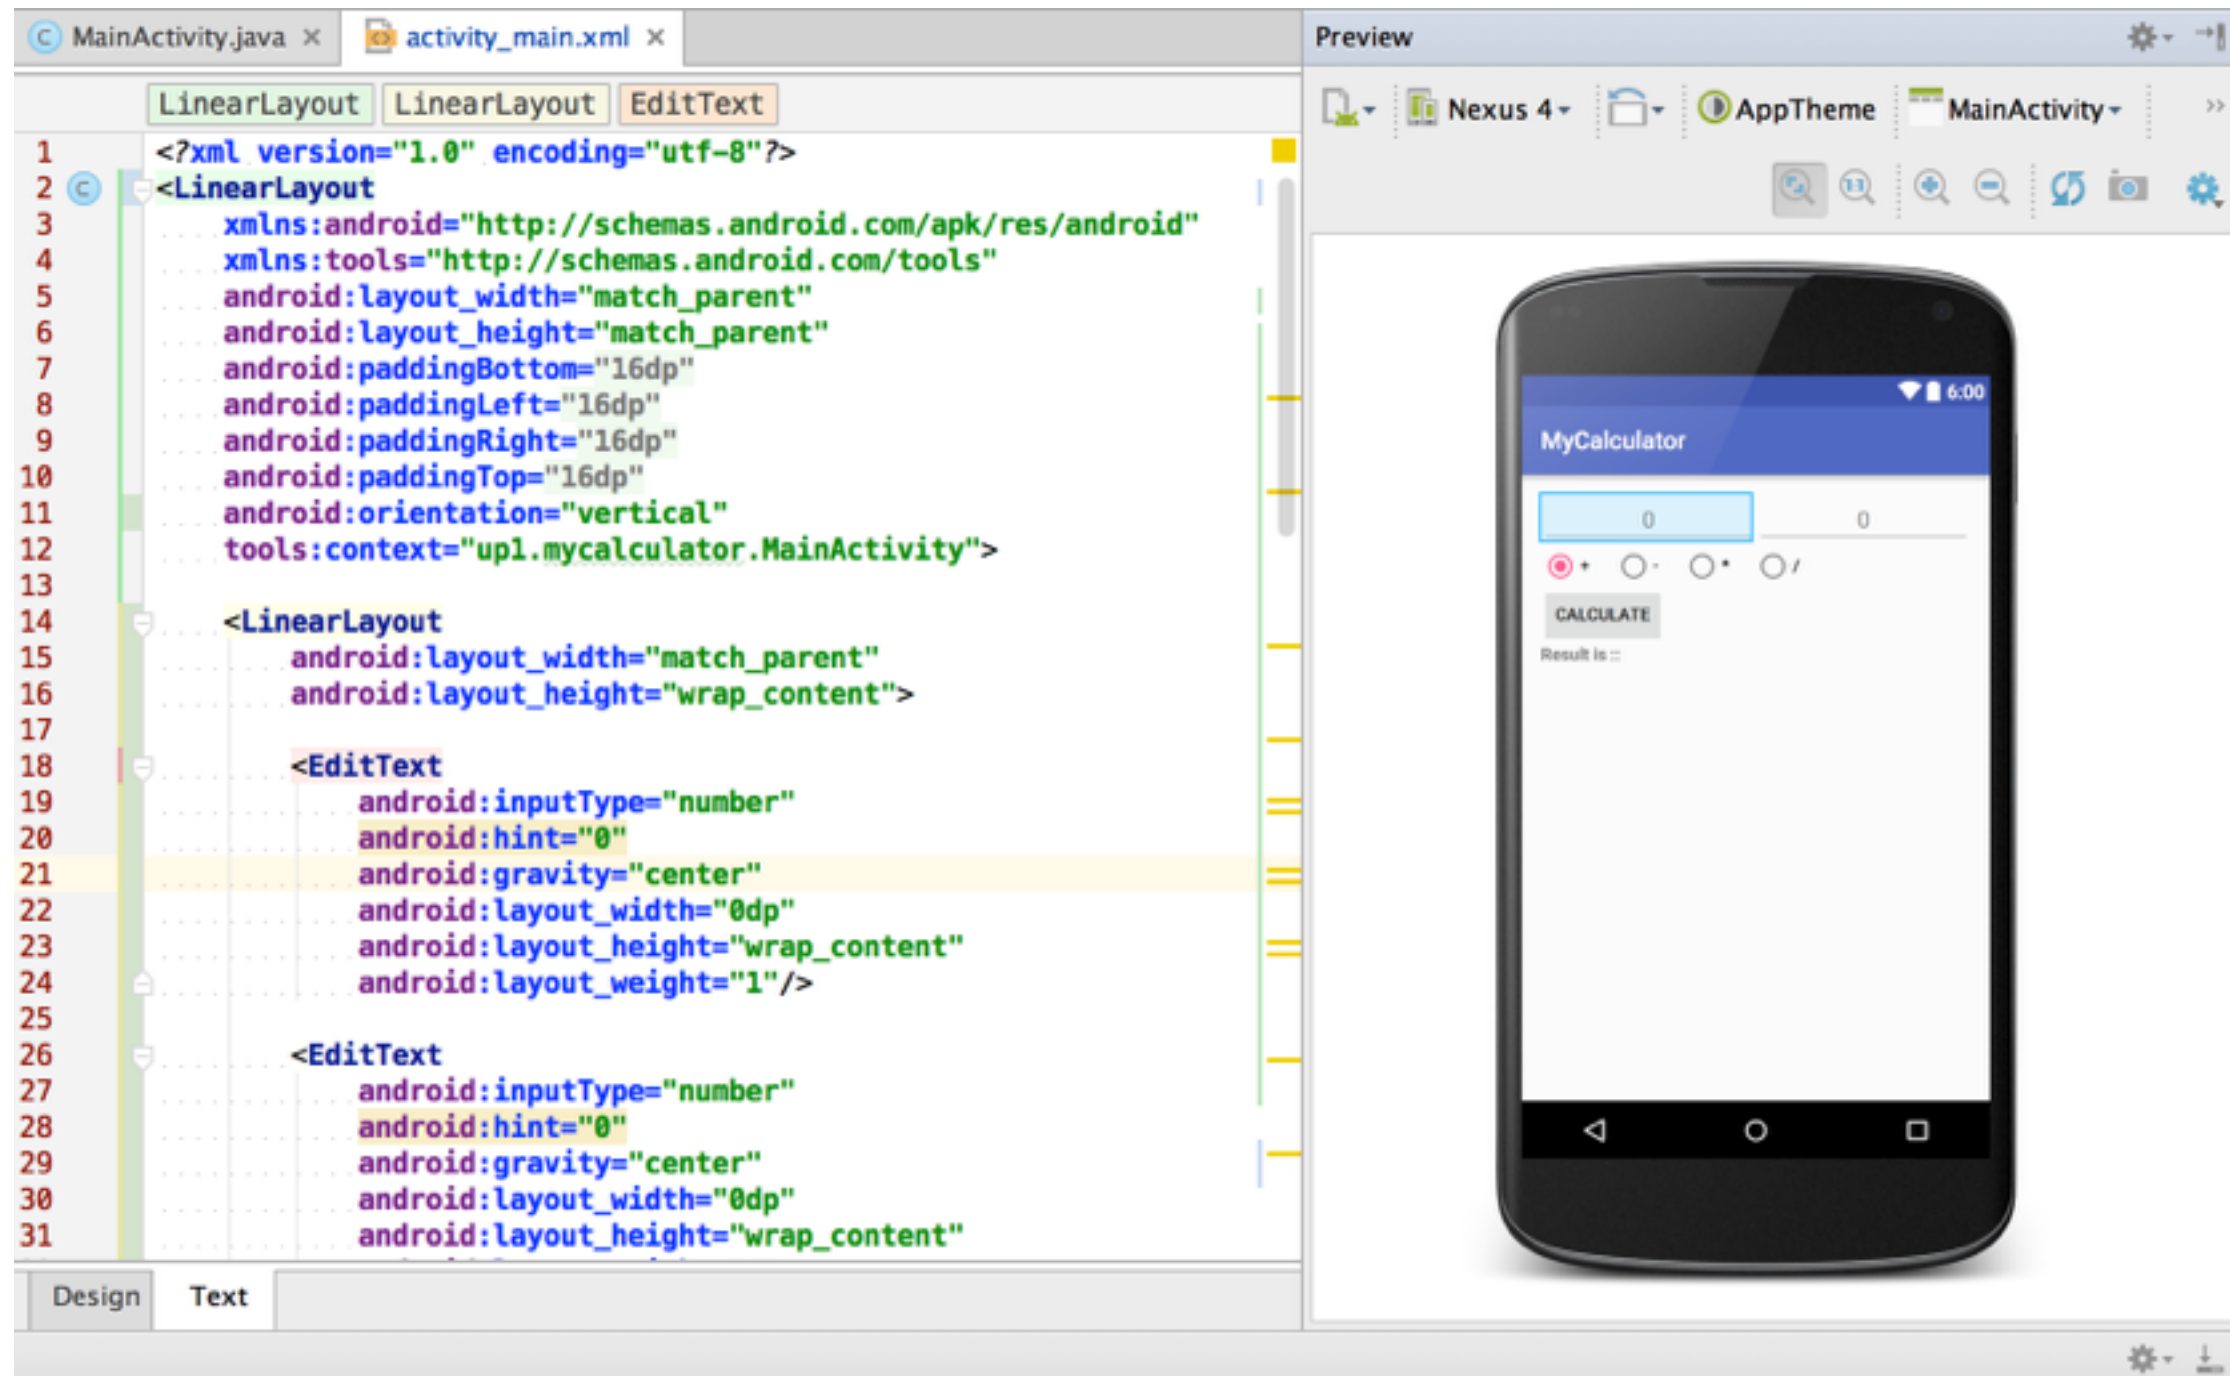 MainActivity.java × activity_main.xml ×
LinearLayout LinearLayout EditText
1 <?xml version="1.0" encoding="utf-8"?>
2 C <LinearLayout
3 xmlns:android="http://schemas.android.com/apk/res/android"
4 xmlns:tools="http://schemas.android.com/tools"
5 android:layout_width="match_parent"
6 android:layout_height="match_parent"
7 android:paddingBottom="16dp"
8 android:paddingLeft="16dp"
9 android:paddingRight="16dp"
10 android:paddingTop="16dp"
11 android:orientation="vertical"
12 tools:context="up1.mycalculator.MainActivity">
13
14 <LinearLayout
15 android:layout_width="match_parent"
16 android:layout_height="wrap_content">
17
18 <EditText
19 android:inputType="number"
20 android:hint="0"
21 android:gravity="center"
22 android:layout_width="0dp"
23 android:layout_height="wrap_content"
24 android:layout_weight="1"/>
25
26 <EditText
27 android:inputType="number"
28 android:hint="0"
29 android:gravity="center"
30 android:layout_width="0dp"
31 android:layout_height="wrap_content"
Design Text
Preview
Nexus 4 AppTheme MainActivity >>
1:1
6:00
MyCalculator
0 0
+ - * /
CALCULATE
Result is ::